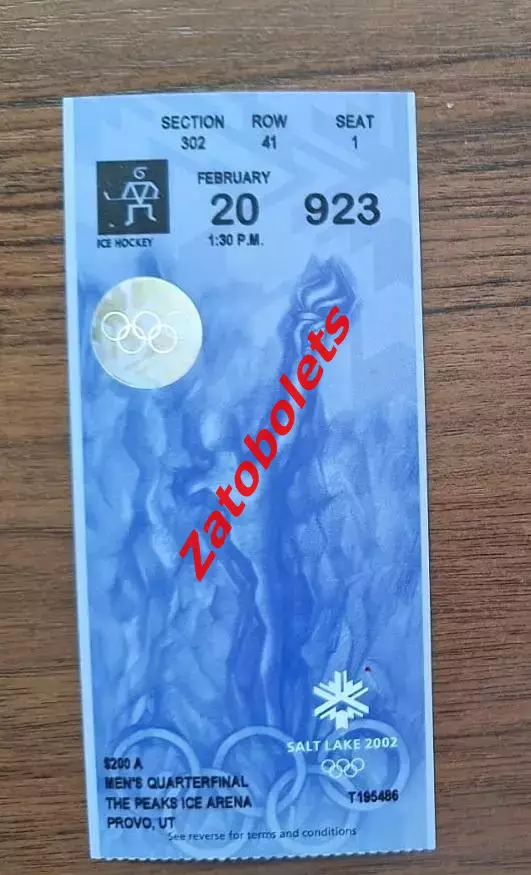 SECTION ROW SEAT
302 41 1
FEBRUARY
20 923
1:30 P.M.
ICE HOCKEY
Zatobolets
SALT LAKE 2002
$200 A
MEN'S QUARTERFINAL
THE PEAKS ICE ARENA T195486
PROVO, UT
See reverse for terms and conditions